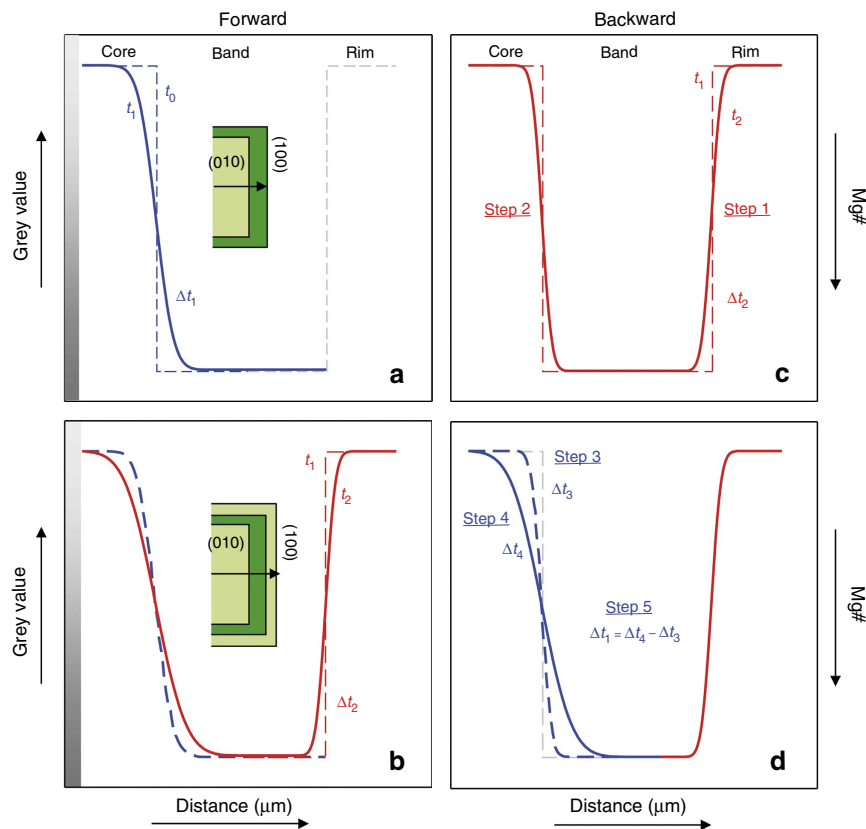 Forward
Backward
Core
Band
Rim
t₀
t₁
(010)
(100)
Δt₁
a
Grey value
Core
Band
Rim
t₁
t₂
Step 2
Step 1
Δt₂
c
Mg#
t₁
t₂
(010)
(100)
Δt₂
b
Grey value
Distance (μm)
Step 3
Δt₃
Step 4
Δt₄
Step 5
Δt₁ = Δt₄ – Δt₃
d
Mg#
Distance (μm)